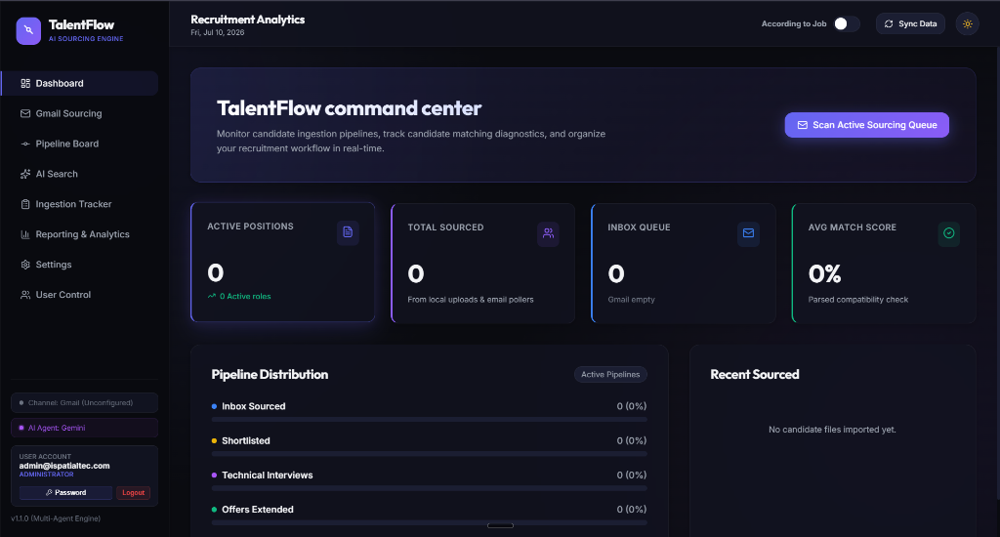 TalentFlow
AI SOURCING ENGINE
Dashboard
Gmail Sourcing
Pipeline Board
AI Search
Ingestion Tracker
Reporting & Analytics
Settings
User Control
Channel: Gmail (Unconfigured)
AI Agent: Gemini
USER ACCOUNT
admin@ispatialtec.com
ADMINISTRATOR
Password
Logout
v1.1.0 (Multi-Agent Engine)
Recruitment Analytics
Fri, Jul 10, 2026
According to Job
Sync Data
TalentFlow command center
Monitor candidate ingestion pipelines, track candidate matching diagnostics, and organize
your recruitment workflow in real-time.
Scan Active Sourcing Queue
ACTIVE POSITIONS
0
0 Active roles
TOTAL SOURCED
0
From local uploads & email pollers
INBOX QUEUE
0
Gmail empty
AVG MATCH SCORE
0%
Parsed compatibility check
Pipeline Distribution
Active Pipelines
Inbox Sourced 0 (0%)
Shortlisted 0 (0%)
Technical Interviews 0 (0%)
Offers Extended 0 (0%)
Recent Sourced
No candidate files imported yet.